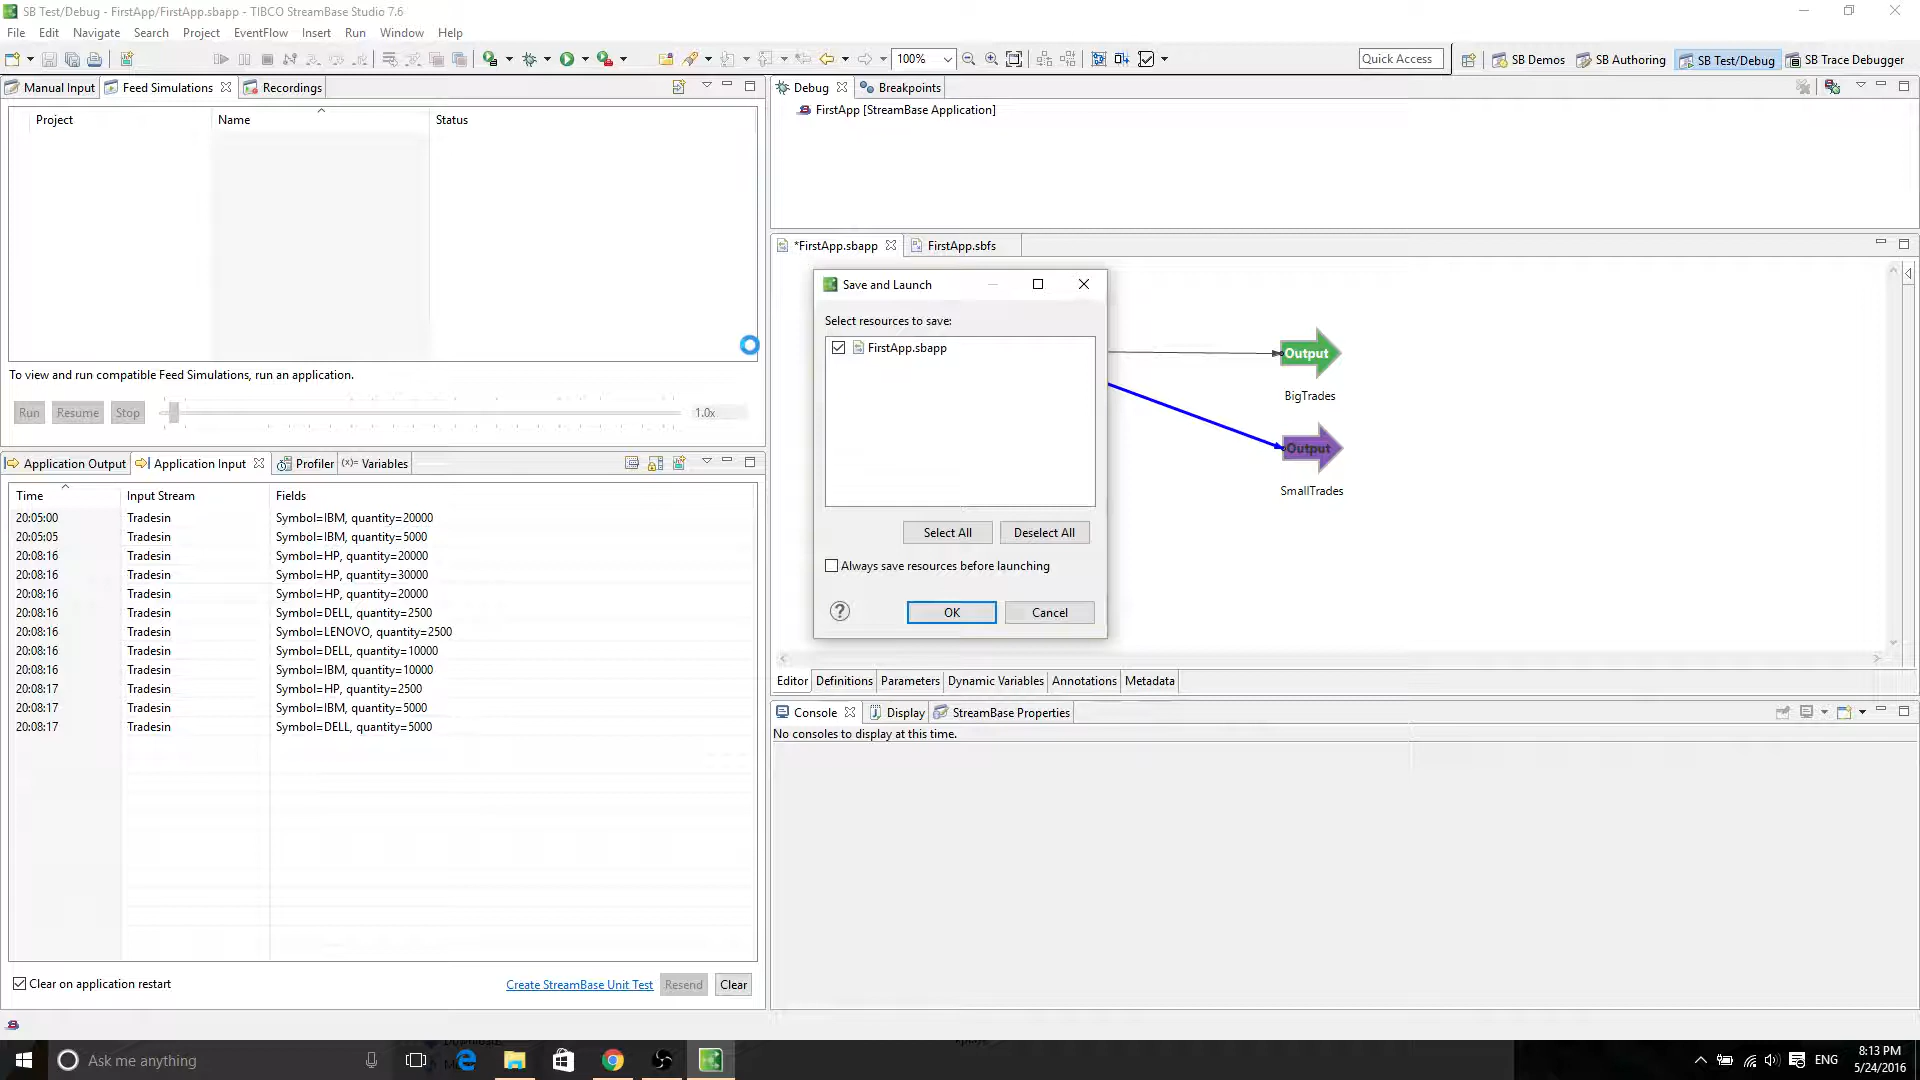 SB Test/Debug - FirstApp/FirstApp.sbapp - TIBCO StreamBase Studio 7.6
File Edit Navigate Search Project EventFlow Insert Run Window Help
100% Quick Access SB Demos SB Authoring SB Test/Debug SB Trace Debugger
Manual Input Feed Simulations Recordings
Project Name Status
To view and run compatible Feed Simulations, run an application.
Run Resume Stop 1.0x
Application Output Application Input Profiler (x)= Variables
Time Input Stream Fields
20:05:00 Tradesin Symbol=IBM, quantity=20000
20:05:05 Tradesin Symbol=IBM, quantity=5000
20:08:16 Tradesin Symbol=HP, quantity=20000
20:08:16 Tradesin Symbol=HP, quantity=30000
20:08:16 Tradesin Symbol=HP, quantity=20000
20:08:16 Tradesin Symbol=DELL, quantity=2500
20:08:16 Tradesin Symbol=LENOVO, quantity=2500
20:08:16 Tradesin Symbol=DELL, quantity=10000
20:08:16 Tradesin Symbol=IBM, quantity=10000
20:08:17 Tradesin Symbol=HP, quantity=2500
20:08:17 Tradesin Symbol=IBM, quantity=5000
20:08:17 Tradesin Symbol=DELL, quantity=5000
Clear on application restart Create StreamBase Unit Test Resend Clear
Debug Breakpoints
FirstApp [StreamBase Application]
*FirstApp.sbapp FirstApp.sbfs
Save and Launch
Select resources to save:
FirstApp.sbapp
Select All Deselect All
Always save resources before launching
? OK Cancel
Output
BigTrades
Output
SmallTrades
Editor Definitions Parameters Dynamic Variables Annotations Metadata
Console Display StreamBase Properties
No consoles to display at this time.
Ask me anything
ENG
8:13 PM
5/24/2016